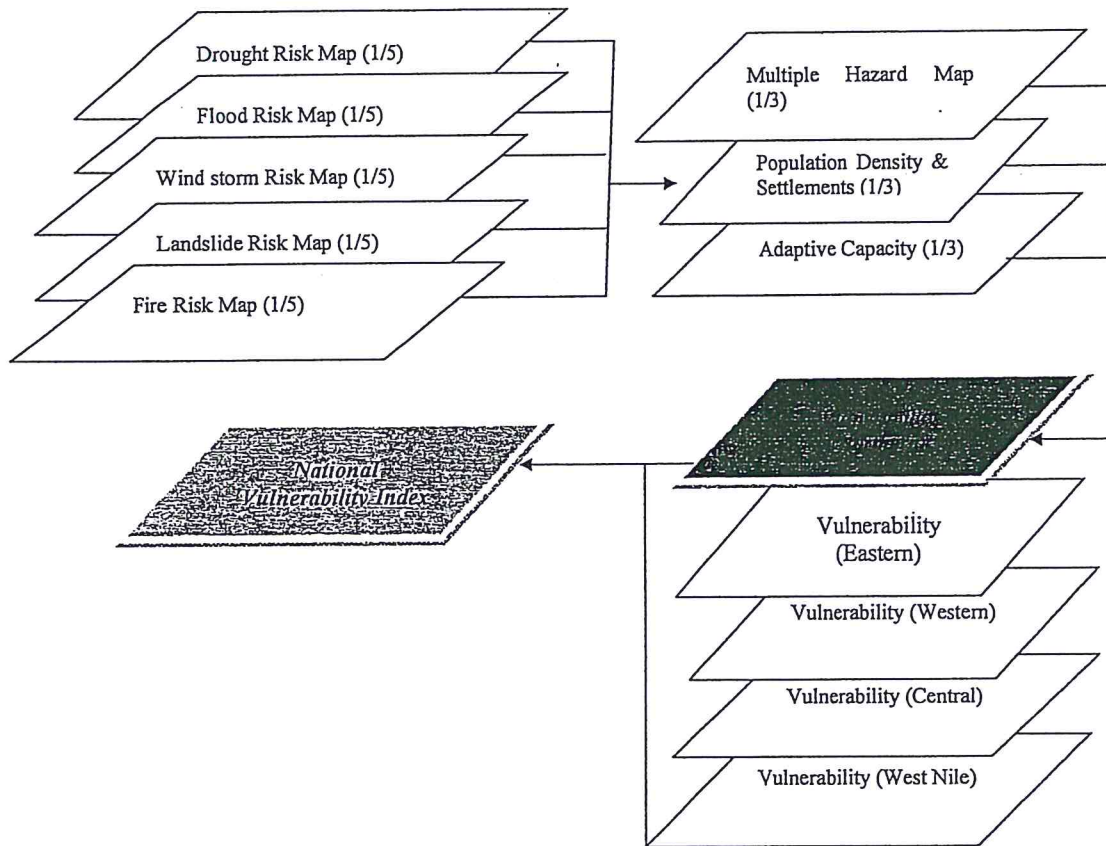 Drought Risk Map (1/5)
Flood Risk Map (1/5)
Wind storm Risk Map (1/5)
Landslide Risk Map (1/5)
Fire Risk Map (1/5)
Multiple Hazard Map
(1/3)
Population Density &
Settlements (1/3)
Adaptive Capacity (1/3)
National
Vulnerability Index
Vulnerability
(Eastern)
Vulnerability (Western)
Vulnerability (Central)
Vulnerability (West Nile)